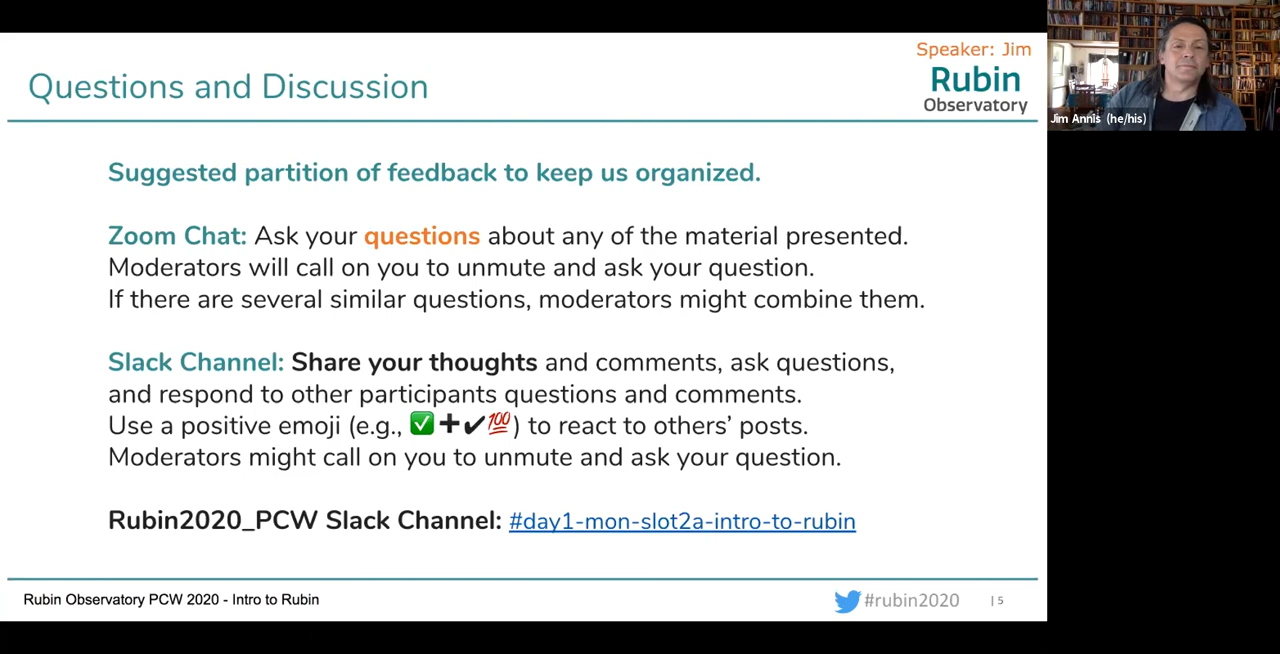 Questions and Discussion
Speaker: Jim
Rubin
Observatory
Jim Annis (he/his)
Suggested partition of feedback to keep us organized.
Zoom Chat: Ask your questions about any of the material presented.
Moderators will call on you to unmute and ask your question.
If there are several similar questions, moderators might combine them.
Slack Channel: Share your thoughts and comments, ask questions,
and respond to other participants questions and comments.
Use a positive emoji (e.g., ✅➕✔💯) to react to others’ posts.
Moderators might call on you to unmute and ask your question.
Rubin2020_PCW Slack Channel: #day1-mon-slot2a-intro-to-rubin
Rubin Observatory PCW 2020 - Intro to Rubin
#rubin2020
| 5